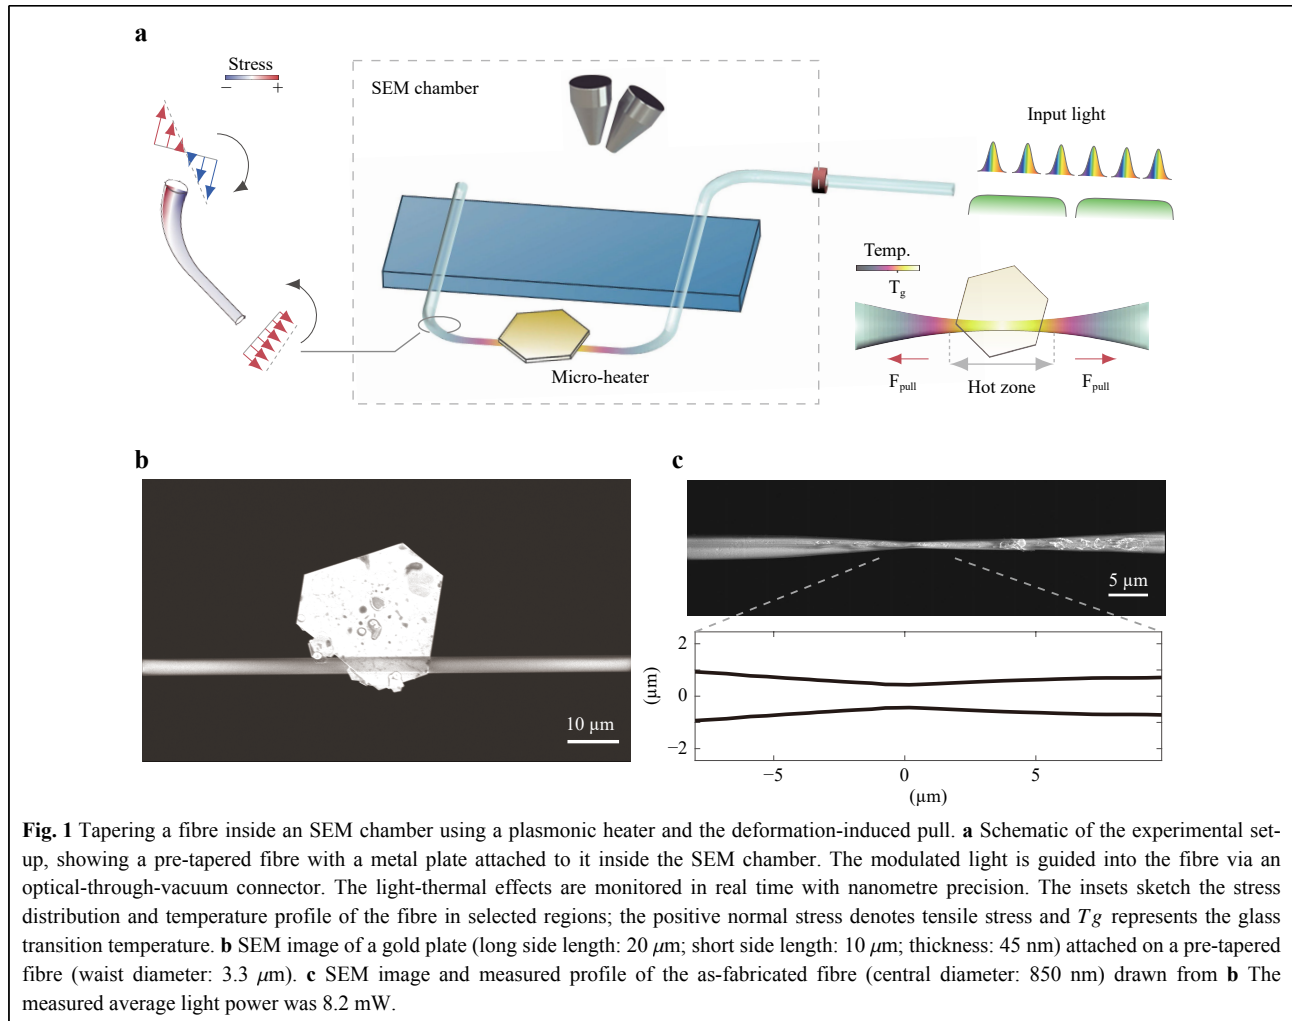 a
Stress
− +
SEM chamber
Input light
Temp.
Tg
Micro-heater
Fpull Hot zone Fpull
b
c
10 µm
5 µm
2
0
−2
(µm)
−5 0 5
(µm)
Fig. 1 Tapering a fibre inside an SEM chamber using a plasmonic heater and the deformation-induced pull. a Schematic of the experimental set-
up, showing a pre-tapered fibre with a metal plate attached to it inside the SEM chamber. The modulated light is guided into the fibre via an
optical-through-vacuum connector. The light-thermal effects are monitored in real time with nanometre precision. The insets sketch the stress
distribution and temperature profile of the fibre in selected regions; the positive normal stress denotes tensile stress and Tg represents the glass
transition temperature. b SEM image of a gold plate (long side length: 20 µm; short side length: 10 µm; thickness: 45 nm) attached on a pre-tapered
fibre (waist diameter: 3.3 µm). c SEM image and measured profile of the as-fabricated fibre (central diameter: 850 nm) drawn from b The
measured average light power was 8.2 mW.